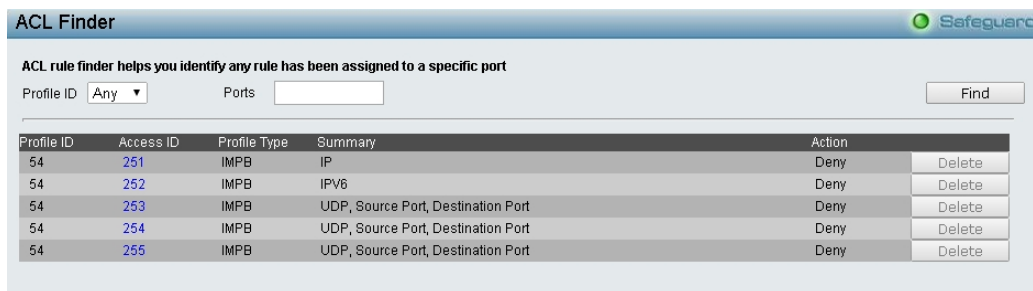 ACL Finder Safeguard
ACL rule finder helps you identify any rule has been assigned to a specific port
Profile ID Any Ports Find
Profile ID Access ID Profile Type Summary Action
54 251 IMPB IP Deny Delete
54 252 IMPB IPV6 Deny Delete
54 253 IMPB UDP, Source Port, Destination Port Deny Delete
54 254 IMPB UDP, Source Port, Destination Port Deny Delete
54 255 IMPB UDP, Source Port, Destination Port Deny Delete